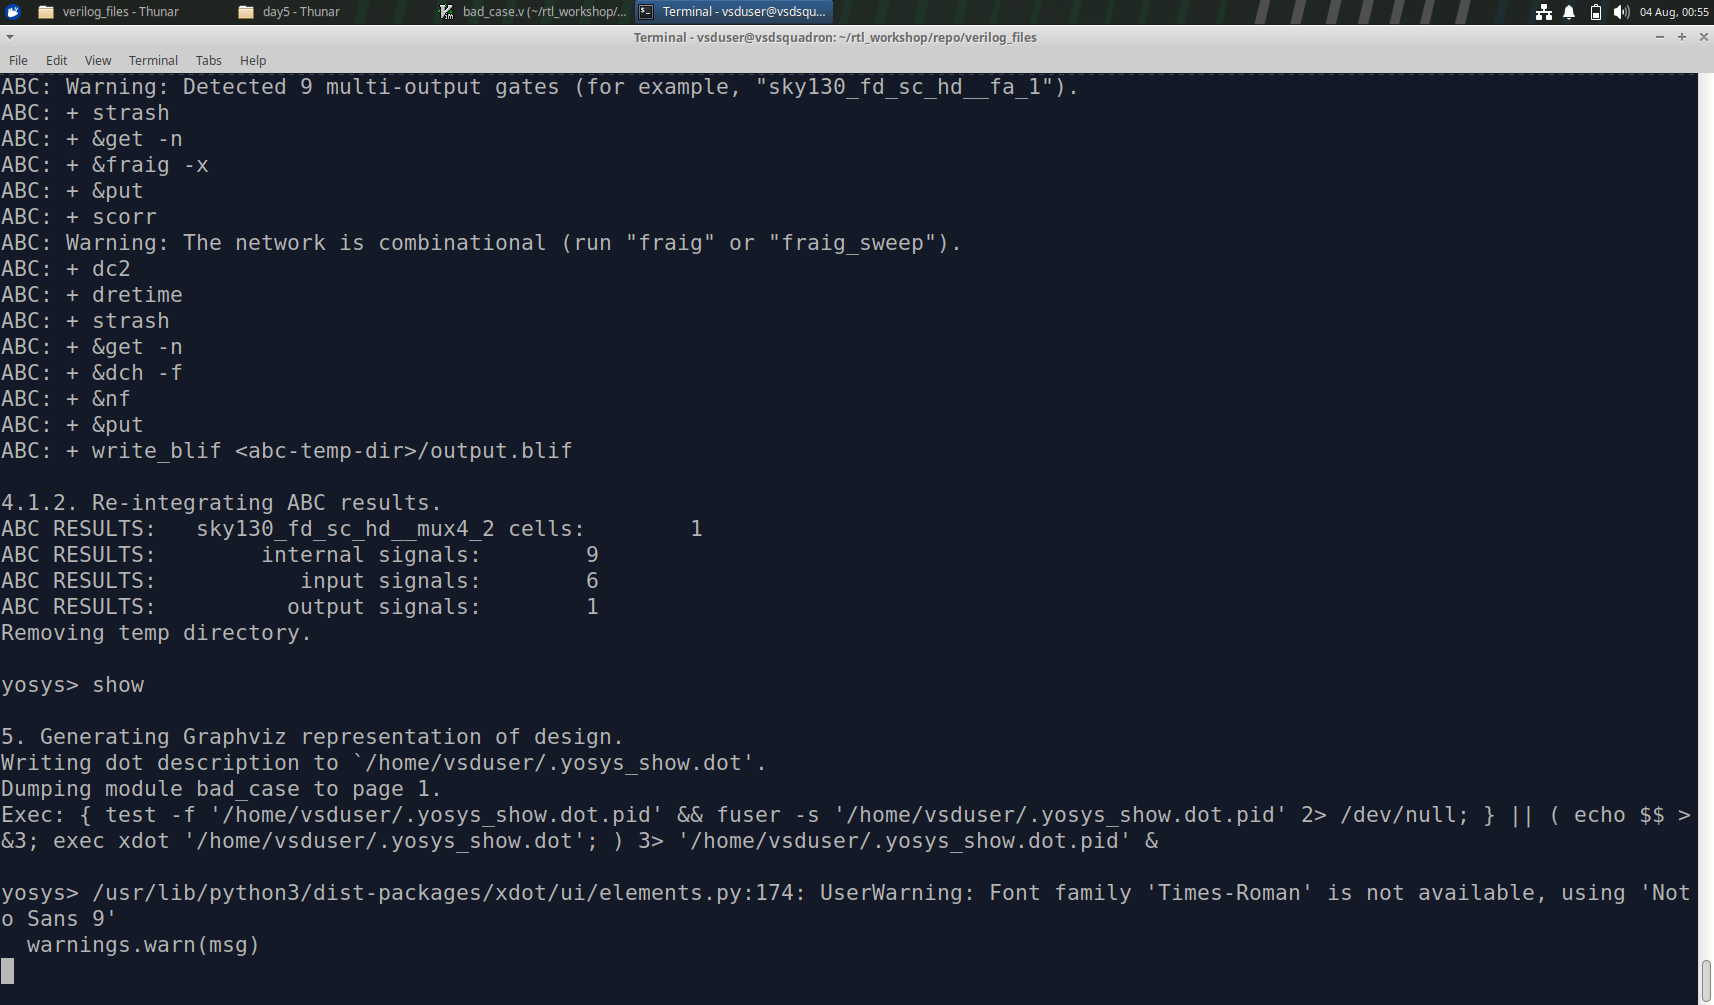 verilog_files - Thunar day5 - Thunar bad_case.v (~/rtl_workshop/... Terminal - vsduser@vsdsqu... 04 Aug, 00:55
Terminal - vsduser@vsdsquadron: ~/rtl_workshop/repo/verilog_files
File Edit View Terminal Tabs Help
ABC: Warning: Detected 9 multi-output gates (for example, "sky130_fd_sc_hd__fa_1").
ABC: + strash
ABC: + &get -n
ABC: + &fraig -x
ABC: + &put
ABC: + scorr
ABC: Warning: The network is combinational (run "fraig" or "fraig_sweep").
ABC: + dc2
ABC: + dretime
ABC: + strash
ABC: + &get -n
ABC: + &dch -f
ABC: + &nf
ABC: + &put
ABC: + write_blif <abc-temp-dir>/output.blif
4.1.2. Re-integrating ABC results.
ABC RESULTS:   sky130_fd_sc_hd__mux4_2 cells:        1
ABC RESULTS:        internal signals:        9
ABC RESULTS:           input signals:        6
ABC RESULTS:          output signals:        1
Removing temp directory.
yosys> show
5. Generating Graphviz representation of design.
Writing dot description to `/home/vsduser/.yosys_show.dot'.
Dumping module bad_case to page 1.
Exec: { test -f '/home/vsduser/.yosys_show.dot.pid' && fuser -s '/home/vsduser/.yosys_show.dot.pid' 2> /dev/null; } || ( echo $$ >
&3; exec xdot '/home/vsduser/.yosys_show.dot'; ) 3> '/home/vsduser/.yosys_show.dot.pid' &
yosys> /usr/lib/python3/dist-packages/xdot/ui/elements.py:174: UserWarning: Font family 'Times-Roman' is not available, using 'Not
o Sans 9'
  warnings.warn(msg)